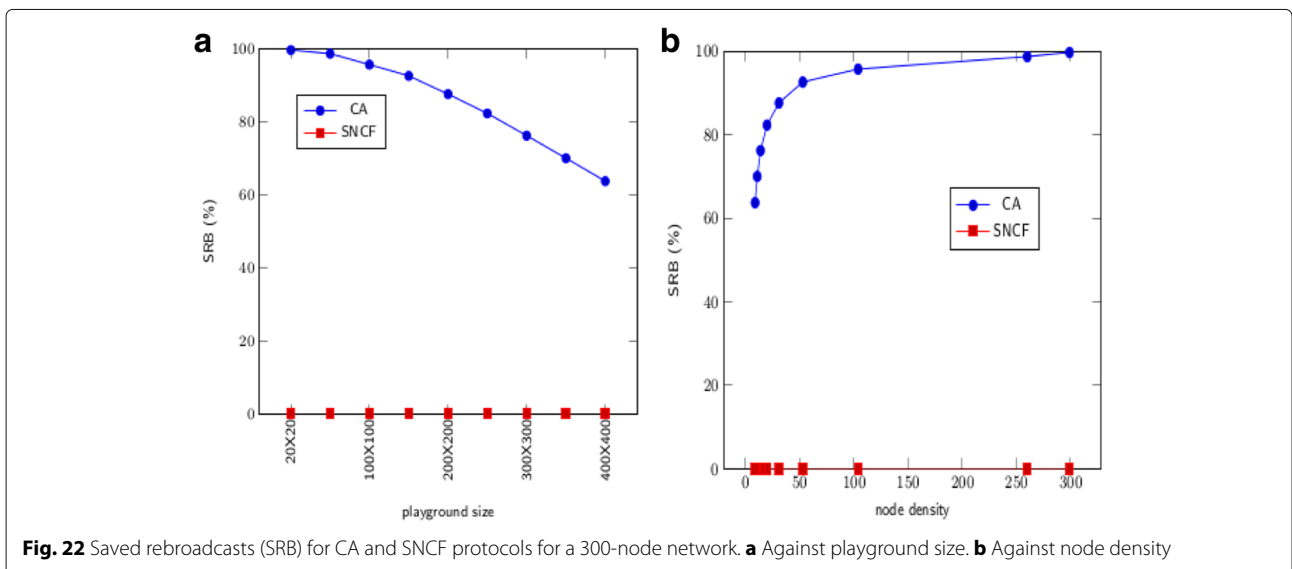 a
100
80
60
40
20
0
SRB (%)
CA
SNCF
20X20
100X100
200X200
300X300
400X400
playground size
b
100
80
60
40
20
0
SRB (%)
CA
SNCF
0 50 100 150 200 250 300
node density
Fig. 22 Saved rebroadcasts (SRB) for CA and SNCF protocols for a 300-node network. a Against playground size. b Against node density